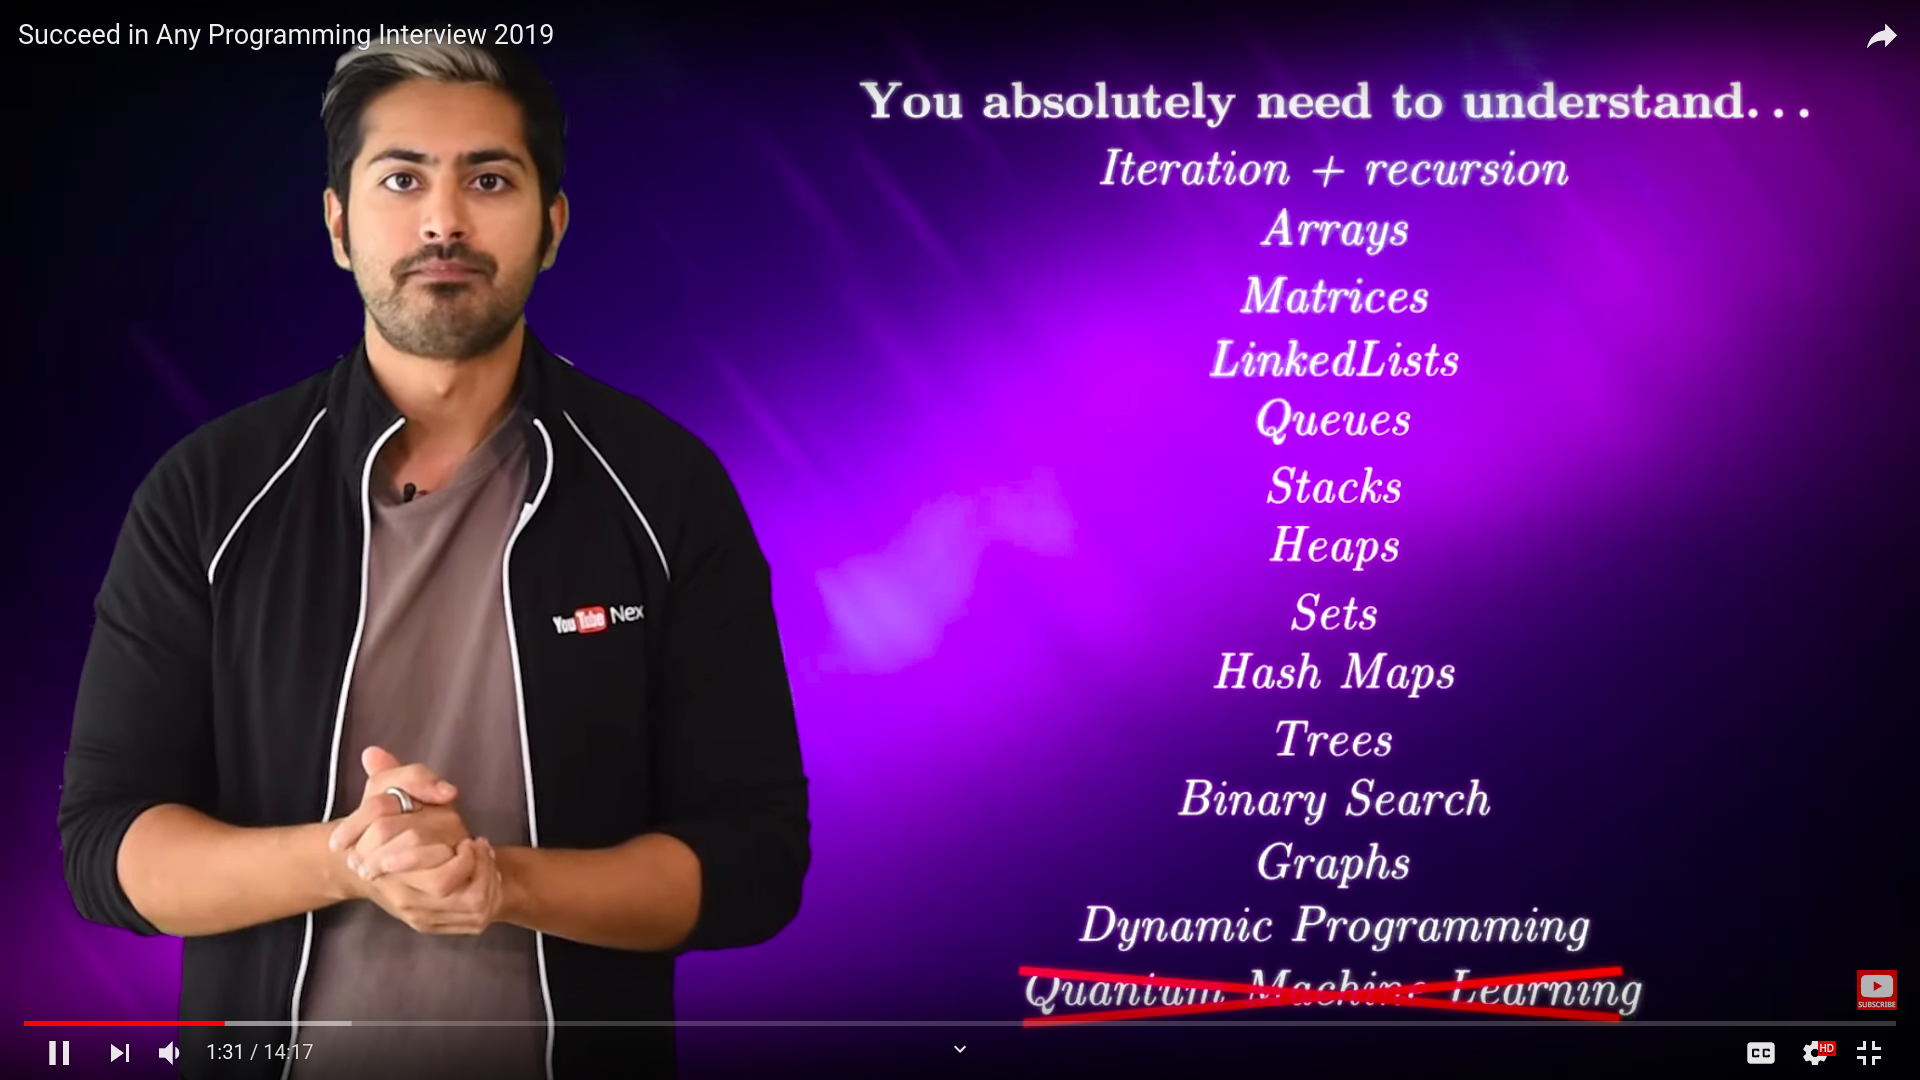 Succeed in Any Programming Interview 2019
You absolutely need to understand...
Iteration + recursion
Arrays
Matrices
LinkedLists
Queues
Stacks
Heaps
Sets
Hash Maps
Trees
Binary Search
Graphs
Dynamic Programming
Quantum Machine Learning
YouTube Nex
SUBSCRIBE
1:31 / 14:17
CC
HD